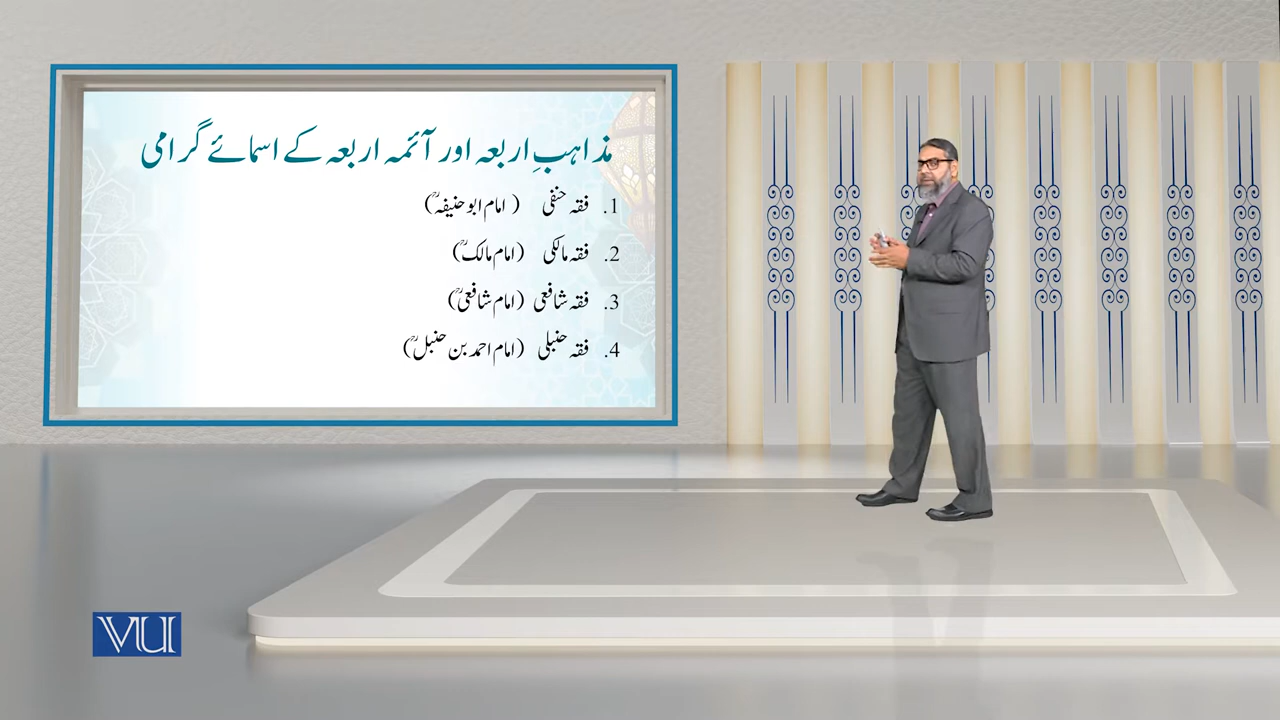 مذاہبِ اربعہ اور آئمہ اربعہ کے اسمائے گرامی
1. فقہ حنفی ( امام ابو حنیفہؒ)
2. فقہ مالکی (امام مالکؒ)
3. فقہ شافعی (امام شافعیؒ)
4. فقہ حنبلی (امام احمد بن حنبلؒ)
VU